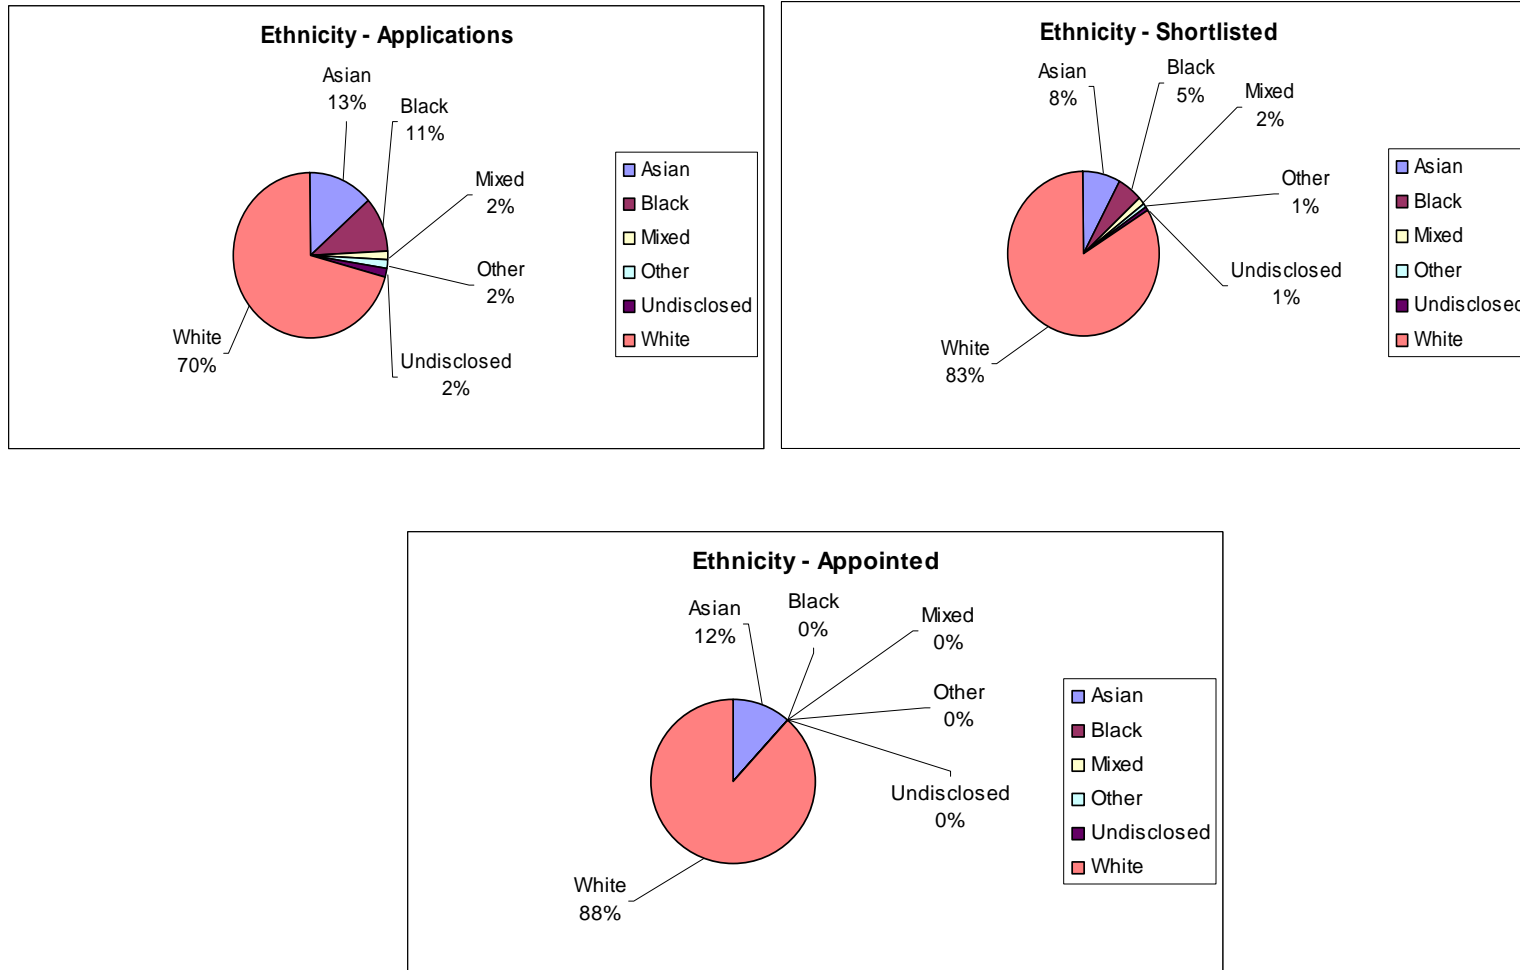 Ethnicity - Applications
Asian
13%
Black
11%
Mixed
2%
Other
2%
Undisclosed
2%
White
70%
Asian
Black
Mixed
Other
Undisclosed
White
Ethnicity - Shortlisted
Asian
8%
Black
5%
Mixed
2%
Other
1%
Undisclosed
1%
White
83%
Asian
Black
Mixed
Other
Undisclosed
White
Ethnicity - Appointed
Asian
12%
Black
0%
Mixed
0%
Other
0%
Undisclosed
0%
White
88%
Asian
Black
Mixed
Other
Undisclosed
White